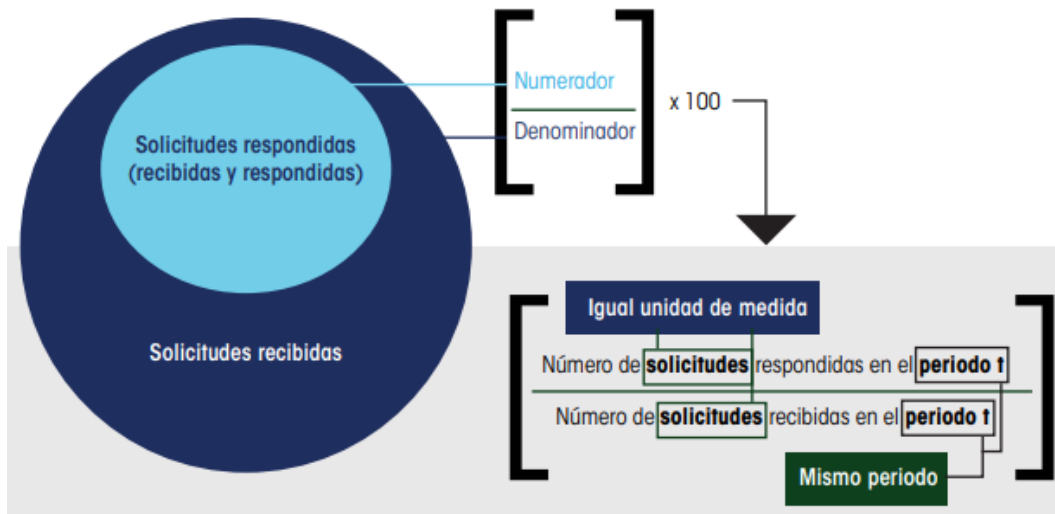 Solicitudes respondidas
(recibidas y respondidas)
Solicitudes recibidas
Numerador
Denominador
x 100
Igual unidad de medida
Número de solicitudes respondidas en el periodo t
Número de solicitudes recibidas en el periodo t
Mismo periodo